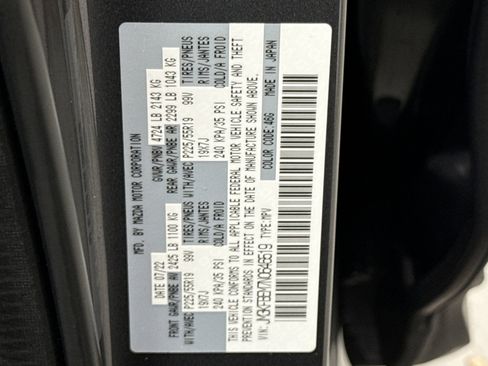 MFD. BY MAZDA MOTOR CORPORATION
DATE 07/22 GVWR/PNBV 4724 LB 2143 KG
FRONT GAWR/PNBE AV 2425 LB 1100 KG REAR GAWR/PNBE AR 2299 LB 1043 KG
WITH/AVEC P225/55R19 99V TIRES/PNEUS WITH/AVEC P225/55R19 99V TIRES/PNEUS
19X7J RIMS/JANTES 19X7J RIMS/JANTES
240 KPA/35 PSI COLD/A FROID 240 KPA/35 PSI COLD/A FROID
THIS VEHICLE CONFORMS TO ALL APPLICABLE FEDERAL MOTOR VEHICLE SAFETY AND THEFT
PREVENTION STANDARDS IN EFFECT ON THE DATE OF MANUFACTURE SHOWN ABOVE.
MADE IN JAPAN
VIN: TYPE:MPV COLOR CODE:46G